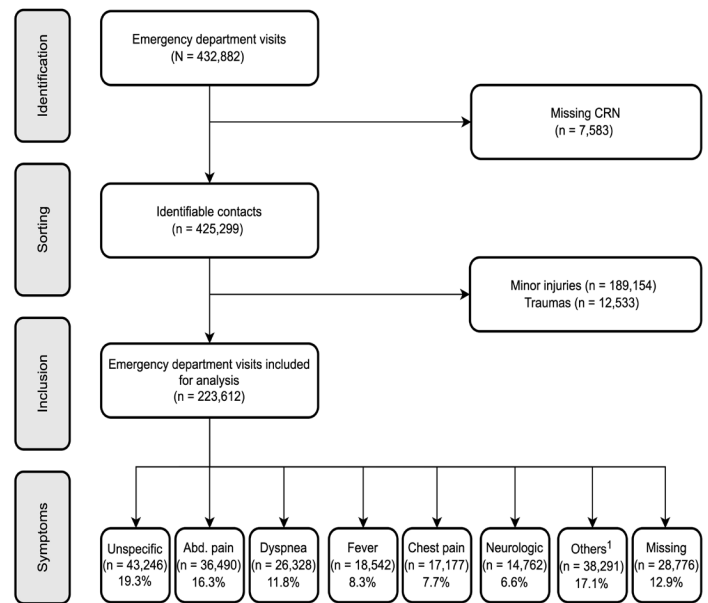 Identification
Emergency department visits
(N = 432,882)
Missing CRN
(n = 7,583)
Sorting
Identifiable contacts
(n = 425,299)
Minor injuries (n = 189,154)
Traumas (n = 12,533)
Inclusion
Emergency department visits included
for analysis
(n = 223,612)
Symptoms
Unspecific
(n = 43,246)
19.3%
Abd. pain
(n = 36,490)
16.3%
Dyspnea
(n = 26,328)
11.8%
Fever
(n = 18,542)
8.3%
Chest pain
(n = 17,177)
7.7%
Neurologic
(n = 14,762)
6.6%
Others¹
(n = 38,291)
17.1%
Missing
(n = 28,776)
12.9%